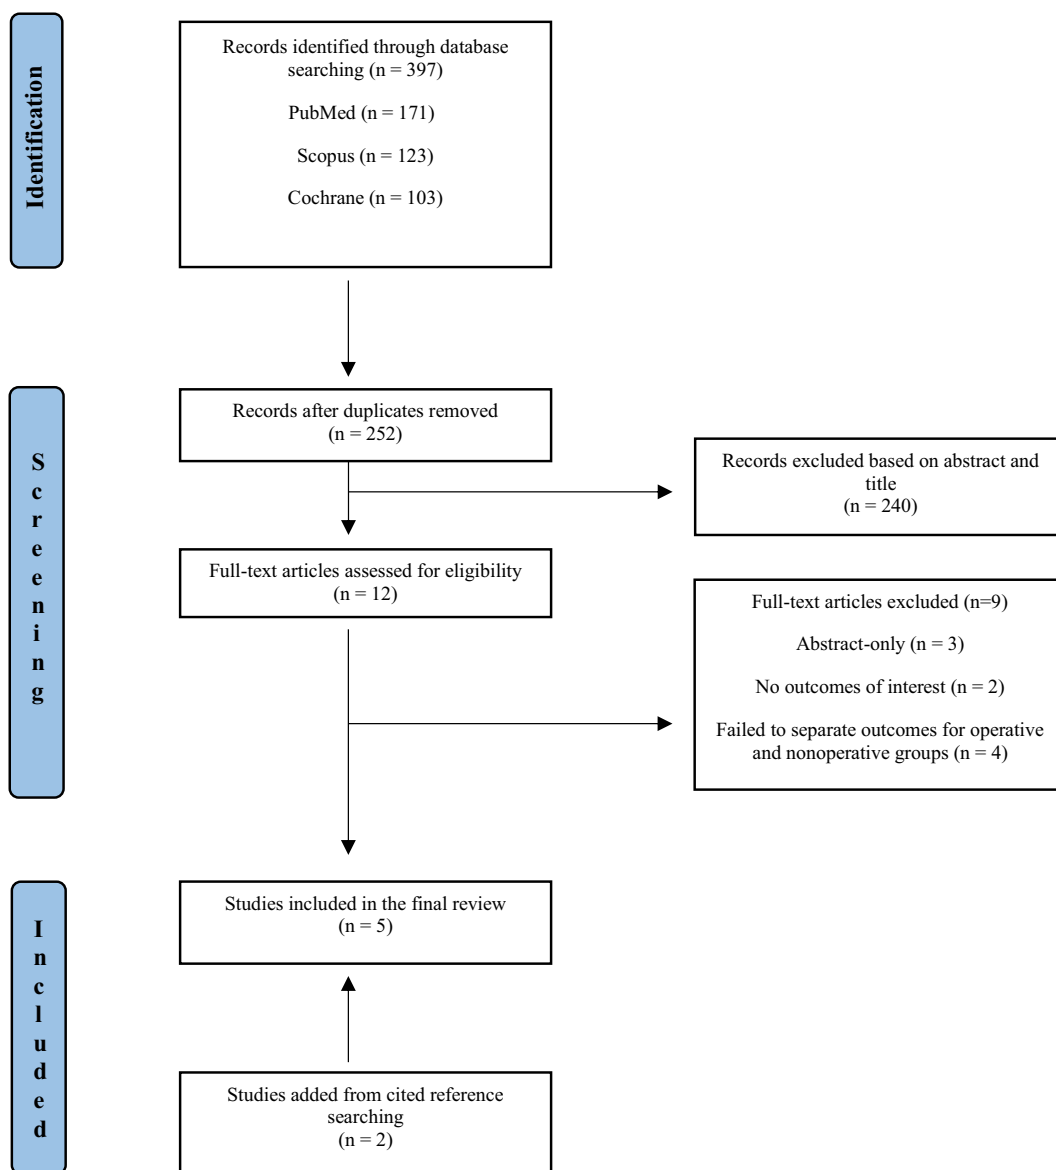 Identification
Records identified through database
searching (n = 397)
PubMed (n = 171)
Scopus (n = 123)
Cochrane (n = 103)
Screening
Records after duplicates removed
(n = 252)
Records excluded based on abstract and
title
(n = 240)
Full-text articles assessed for eligibility
(n = 12)
Full-text articles excluded (n=9)
Abstract-only (n = 3)
No outcomes of interest (n = 2)
Failed to separate outcomes for operative
and nonoperative groups (n = 4)
Included
Studies included in the final review
(n = 5)
Studies added from cited reference
searching
(n = 2)